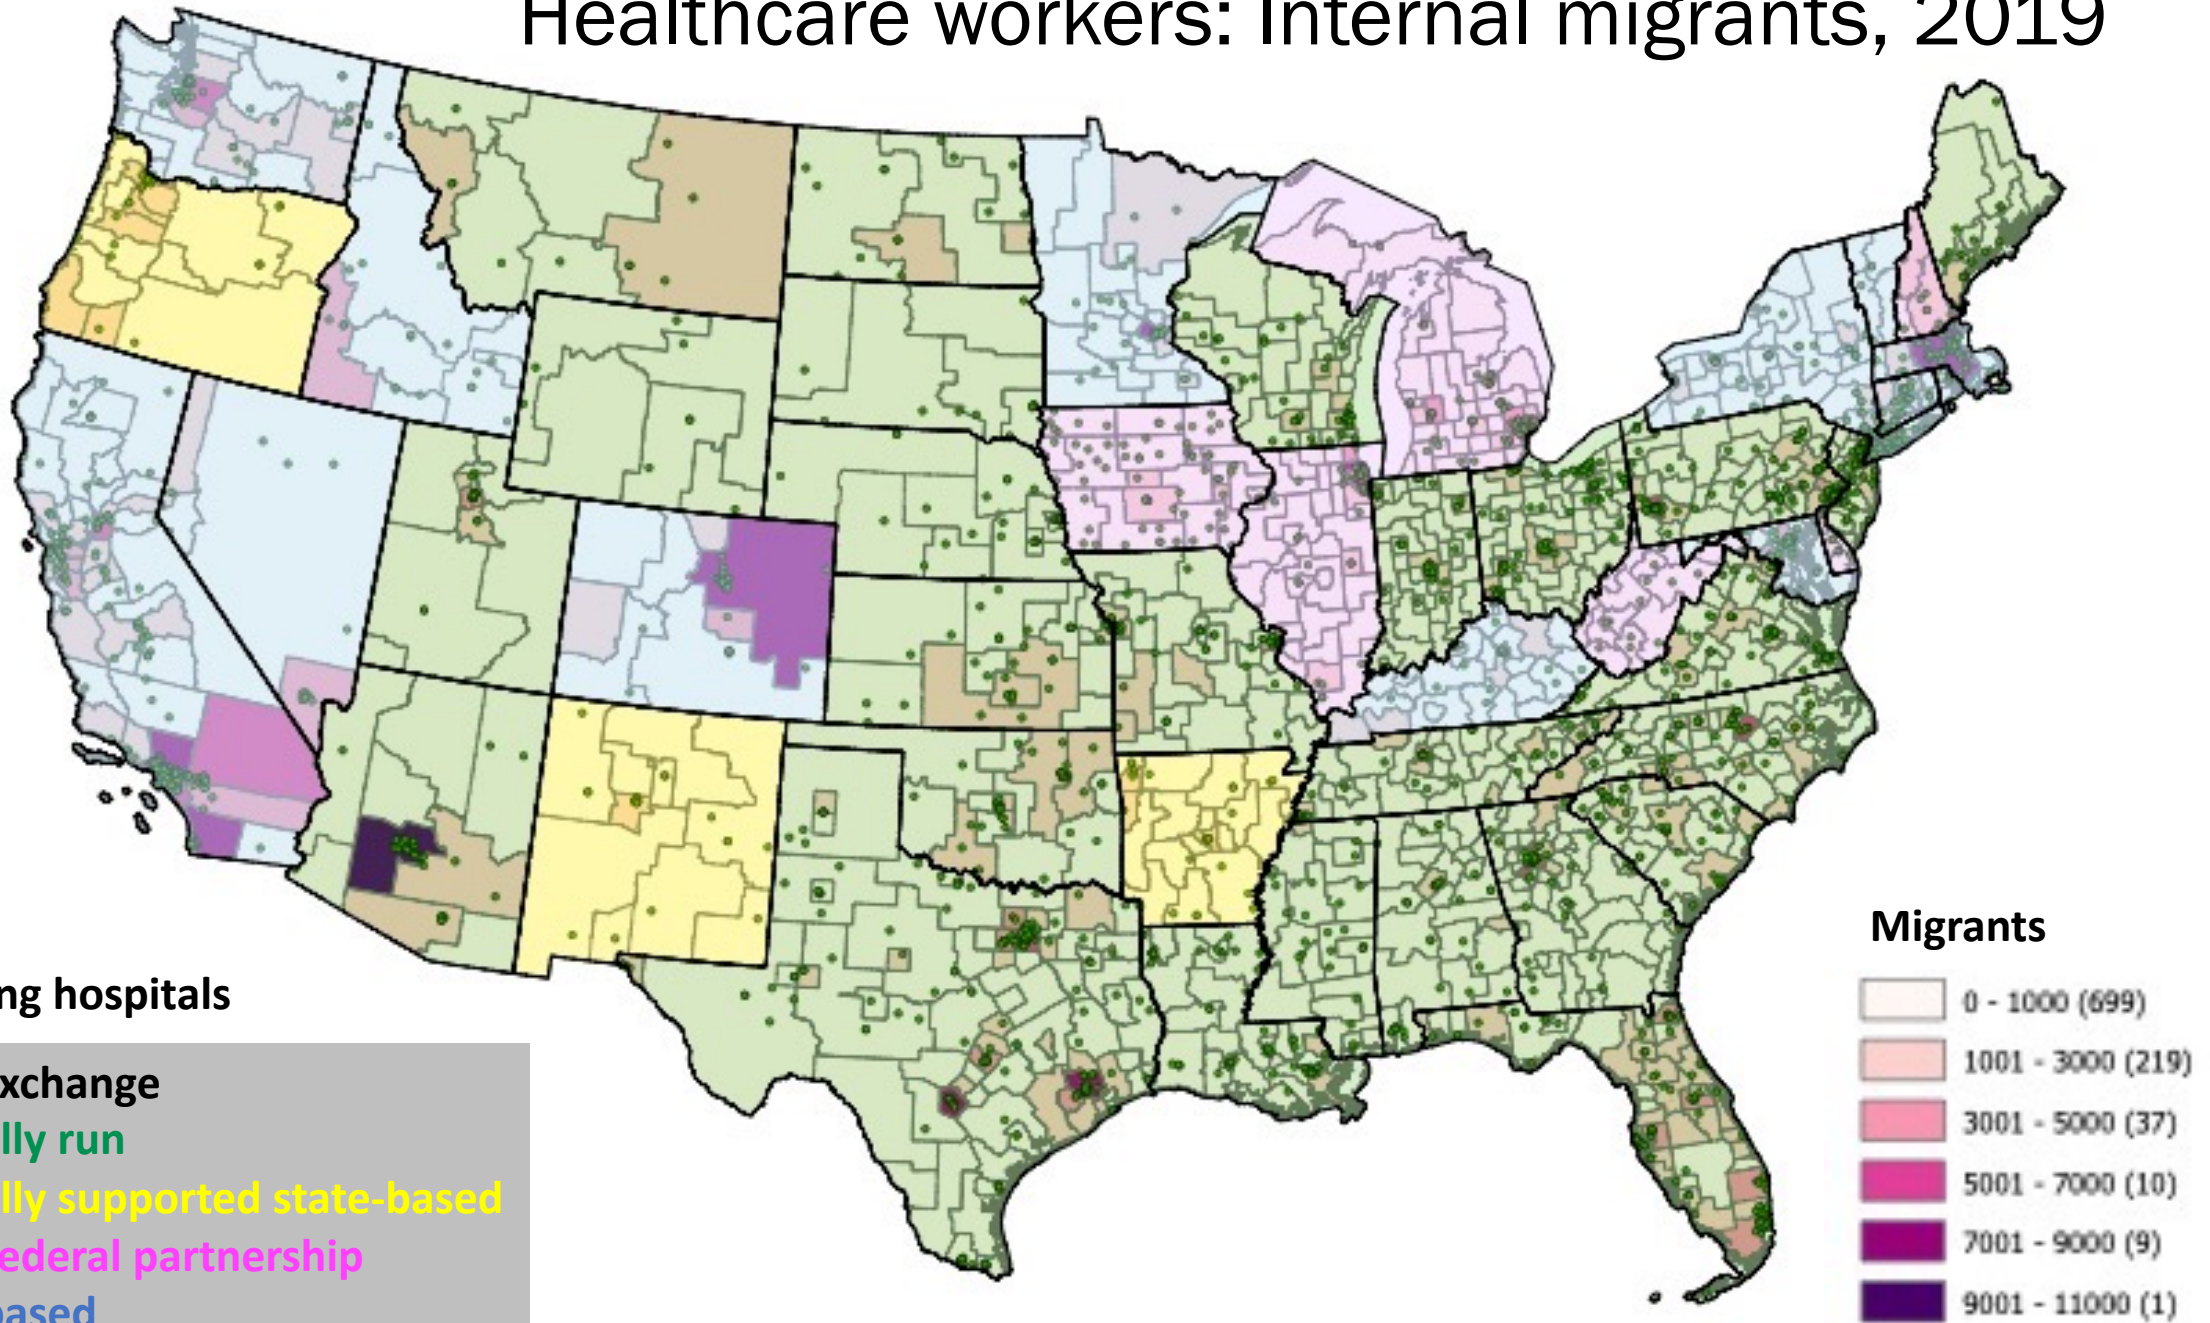 Healthcare workers: Internal migrants, 2019
ng hospitals
xchange
lly run
lly supported state-based
ederal partnership
based
Migrants
0 - 1000 (699)
1001 - 3000 (219)
3001 - 5000 (37)
5001 - 7000 (10)
7001 - 9000 (9)
9001 - 11000 (1)